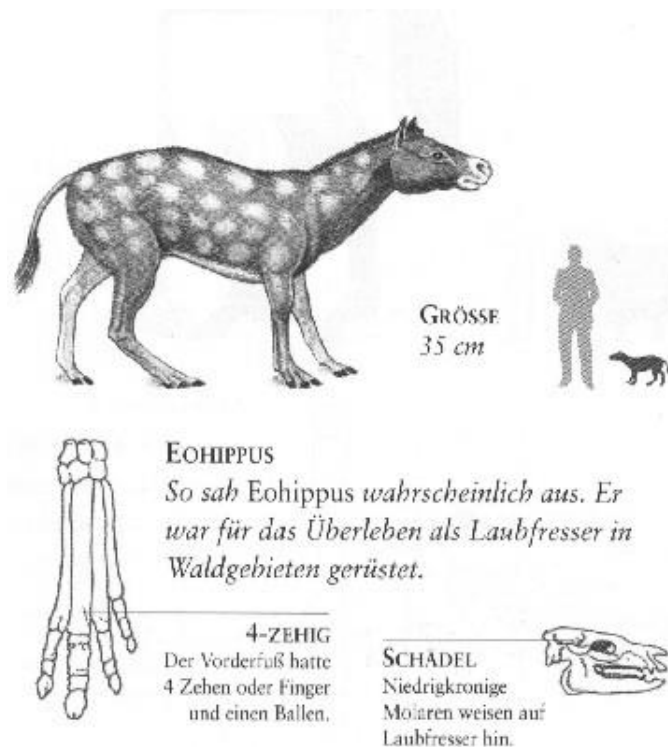 GRÖSSE
35 cm
EOHIPPUS
So sah Eohippus wahrscheinlich aus. Er
war für das Überleben als Laubfresser in
Waldgebieten gerüstet.
4-ZEHIG
Der Vorderfuß hatte
4 Zehen oder Finger
und einen Ballen.
SCHÄDEL
Niedrigkronige
Molaren weisen auf
Laubfresser hin.